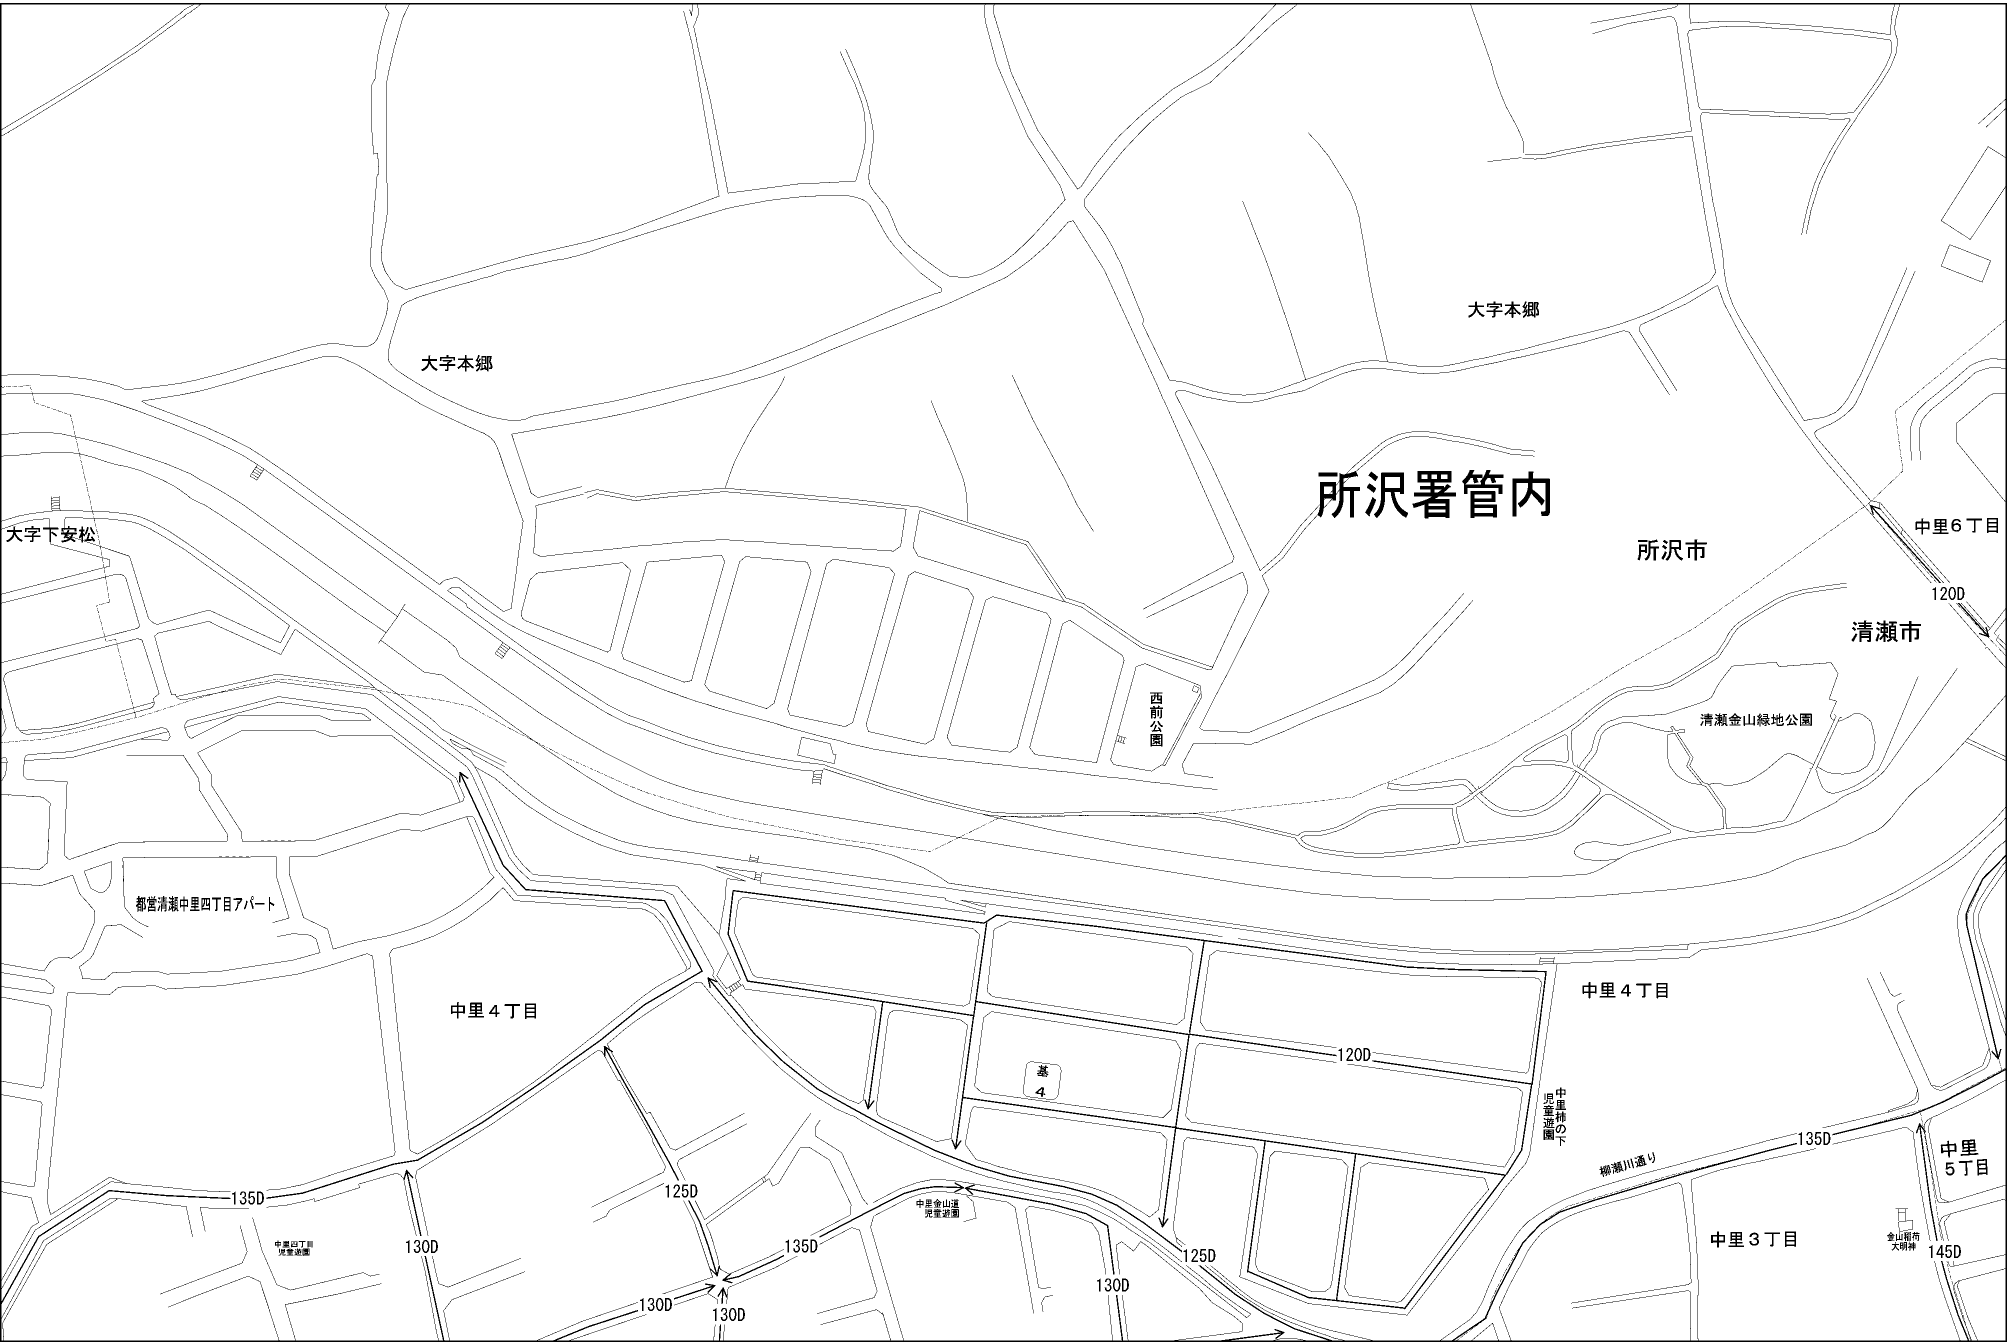 大字本郷
大字本郷
所沢署管内
大字下安松
中里６丁目
所沢市
120D
清瀬市
西前公園
清瀬金山緑地公園
都営清瀬中里四丁目アパート
中里４丁目
中里４丁目
120D
基
4
中里柿の下
児童遊園
135D
柳瀬川通り
中里
５丁目
135D
125D
中里金山道
児童遊園
中里四丁目
児童遊園
130D
135D
125D
中里３丁目
金山稲荷
大明神
145D
130D
130D
130D